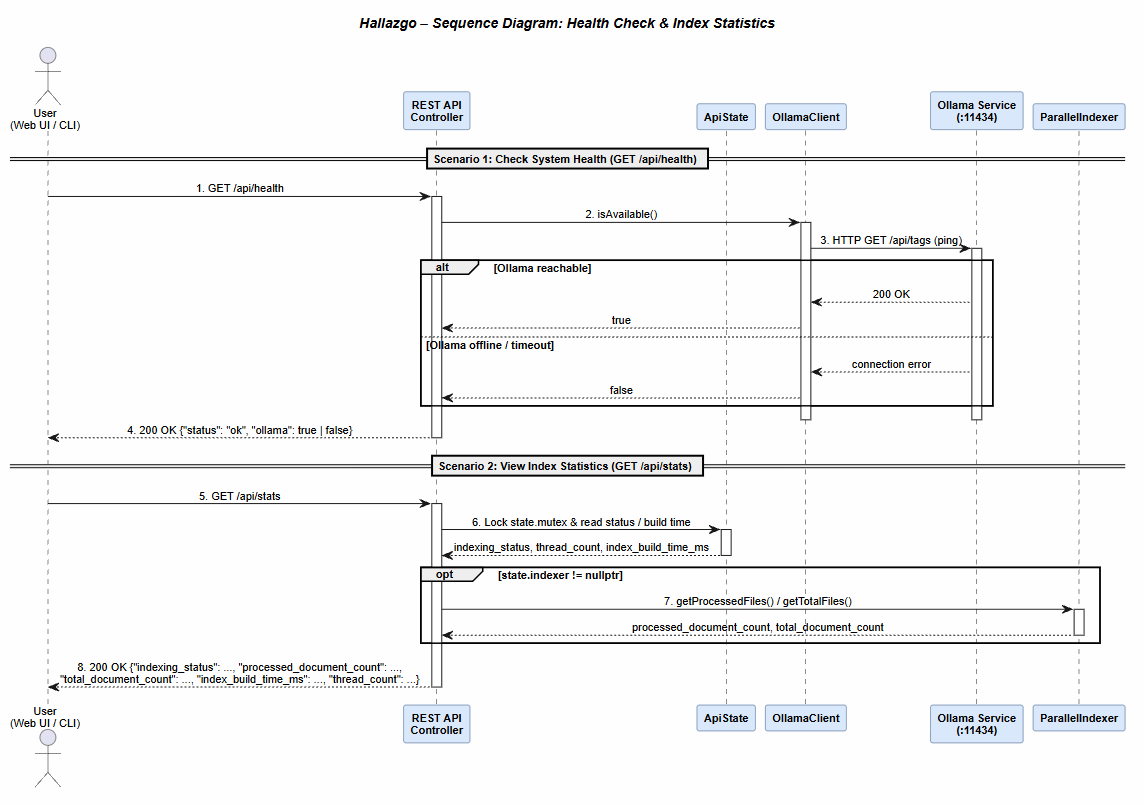 Hallazgo – Sequence Diagram: Health Check & Index Statistics
User
(Web UI / CLI)
REST API
Controller
ApiState
OllamaClient
Ollama Service
(:11434)
ParallelIndexer
Scenario 1: Check System Health (GET /api/health)
1. GET /api/health
2. isAvailable()
3. HTTP GET /api/tags (ping)
alt
[Ollama reachable]
200 OK
true
[Ollama offline / timeout]
connection error
false
4. 200 OK {"status": "ok", "ollama": true | false}
Scenario 2: View Index Statistics (GET /api/stats)
5. GET /api/stats
6. Lock state.mutex & read status / build time
indexing_status, thread_count, index_build_time_ms
opt
[state.indexer != nullptr]
7. getProcessedFiles() / getTotalFiles()
processed_document_count, total_document_count
8. 200 OK {"indexing_status": ..., "processed_document_count": ...,
"total_document_count": ..., "index_build_time_ms": ..., "thread_count": ...}
User
(Web UI / CLI)
REST API
Controller
ApiState
OllamaClient
Ollama Service
(:11434)
ParallelIndexer